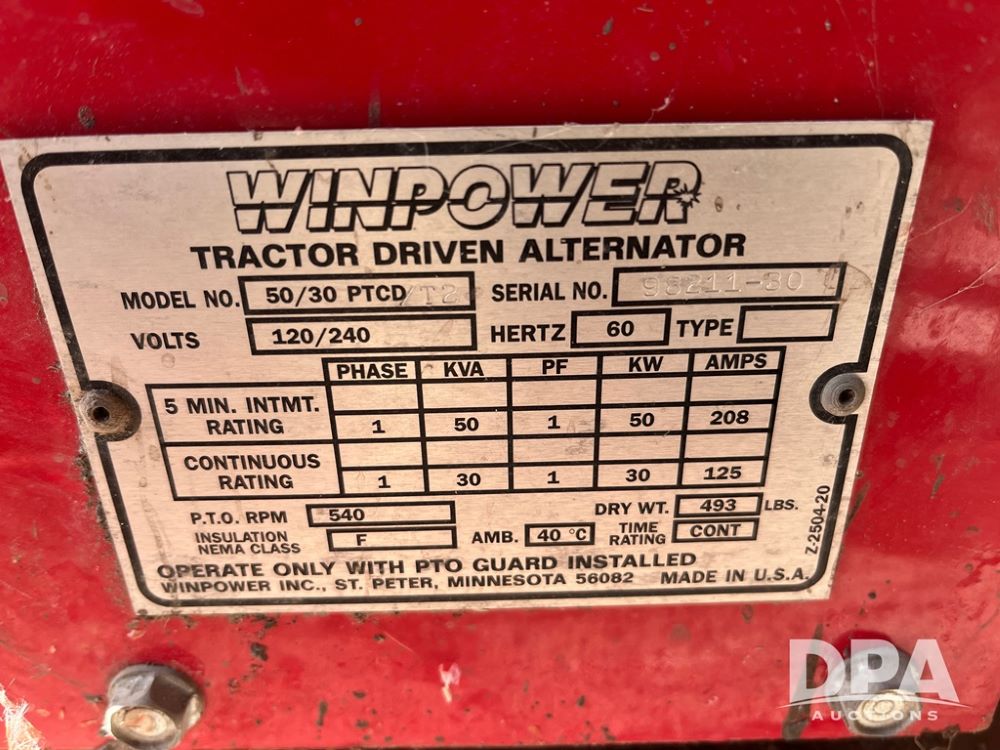 WINPOWER
TRACTOR DRIVEN ALTERNATOR
MODEL NO. 50/30 PTCD/T2 SERIAL NO. 98211-80
VOLTS 120/240 HERTZ 60 TYPE
PHASE KVA PF KW AMPS
5 MIN. INTMT. RATING 1 50 1 50 208
CONTINUOUS RATING 1 30 1 30 125
P.T.O. RPM 540 DRY WT. 493 LBS.
INSULATION NEMA CLASS F AMB. 40 °C TIME RATING CONT
OPERATE ONLY WITH PTO GUARD INSTALLED
WINPOWER INC., ST. PETER, MINNESOTA 56082 MADE IN U.S.A.
Z-2504-20
DPA
AUCTIONS